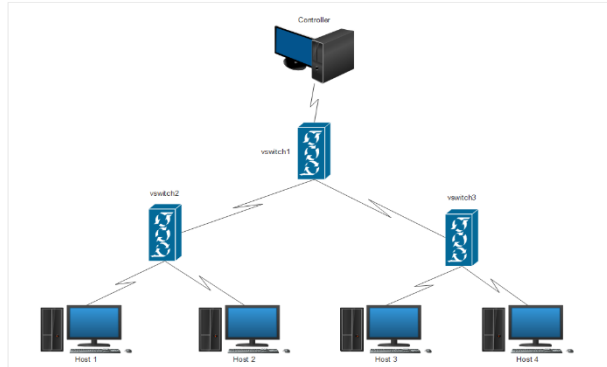 Controller
vswitch1
vswitch2
vswitch3
Host 1
Host 2
Host 3
Host 4